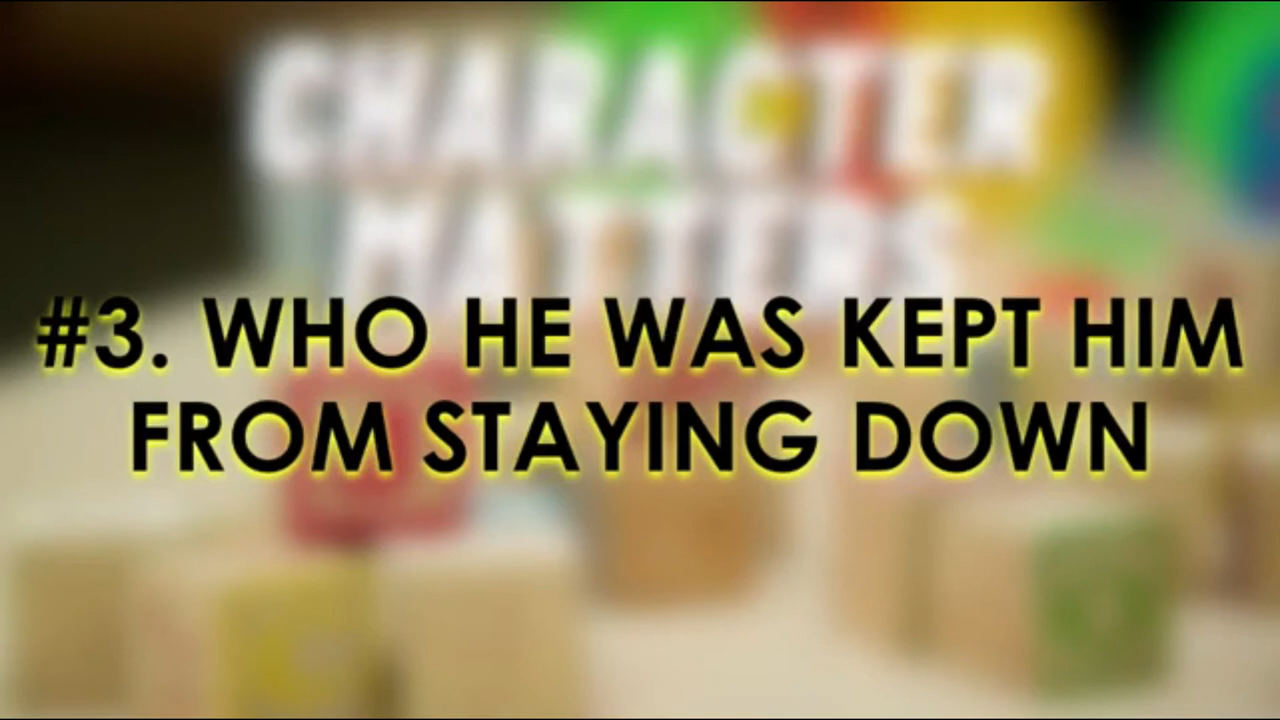 CHARACTER
MATTERS
#3. WHO HE WAS KEPT HIM
FROM STAYING DOWN